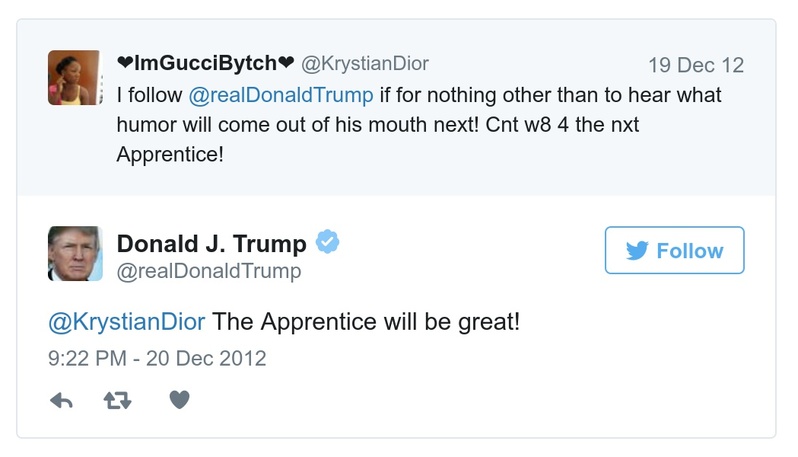 ❤ImGucciBytch❤ @KrystianDior 19 Dec 12
I follow @realDonaldTrump if for nothing other than to hear what
humor will come out of his mouth next! Cnt w8 4 the nxt
Apprentice!
Donald J. Trump
@realDonaldTrump
Follow
@KrystianDior The Apprentice will be great!
9:22 PM - 20 Dec 2012